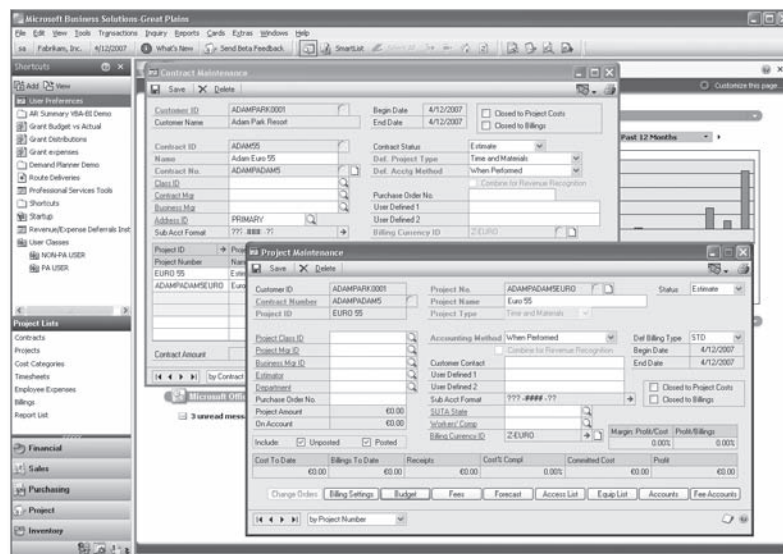 Microsoft Business Solutions-Great Plains
File Edit View Tools Transactions Inquiry Reports Cards Extras Windows Help
sa Fabrikam, Inc. 4/12/2007 What's New Send Beta Feedback SmartList
Shortcuts
Add View
User Preferences
AR Summary VBA-BI Demo
Grant Budget vs Actual
Grant Distributions
Grant expenses
Demand Planner Demo
Route Deliveries
Professional Services Tools
Shortcuts
Startup
Revenue/Expense Deferrals Inst
User Classes
NON-PA USER
PA USER
Project Lists
Contracts
Projects
Cost Categories
Timesheets
Employee Expenses
Billings
Report List
Financial
Sales
Purchasing
Project
Inventory
Customize this page...
Past 12 Months
Microsoft Offic
3 unread mess
Contract Maintenance
Save Delete
Customer ID ADAMPARK0001 Begin Date 4/12/2007 Closed to Project Costs
Customer Name Adam Park Resort End Date 4/12/2007 Closed to Billings
Contract ID ADAM55 Contract Status Estimate
Name Adam Euro 55 Def. Project Type Time and Materials
Contract No. ADAMPADAM5 Def. Acctg Method When Performed
Class ID Combine for Revenue Recognition
Contract Mgr Purchase Order No.
Business Mgr User Defined 1
Address ID PRIMARY User Defined 2
Sub Acct Format ??? -#### -?? Billing Currency ID Z-EURO
Project ID
Project Number
EURO 55
ADAMPADAM5EURO
Contract Amount
by Contract
Project Maintenance
Save Delete
Customer ID ADAMPARK0001 Project No. ADAMPADAM5EURO Status Estimate
Contract Number ADAMPADAM5 Project Name Euro 55
Project ID EURO 55 Project Type Time and Materials
Project Class ID Accounting Method When Performed Def Billing Type STD
Project Mgr ID Combine for Revenue Recognition Begin Date 4/12/2007
Business Mgr ID Customer Contact End Date 4/12/2007
Estimator User Defined 1
Department User Defined 2 Closed to Project Costs
Purchase Order No. Sub Acct Format ??? -#### -?? Closed to Billings
Project Amount €0.00 SUTA State
On Account €0.00 Workers' Comp Margin: Profit/Cost Profit/Billings
Include: Unposted Posted Billing Currency ID Z-EURO 0.00% 0.00%
Cost To Date Billings To Date Receipts Cost% Compl Committed Cost Profit
€0.00 €0.00 €0.00 0.00% €0.00 €0.00
Change Orders Billing Settings Budget Fees Forecast Access List Equip List Accounts Fee Accounts
by Project Number